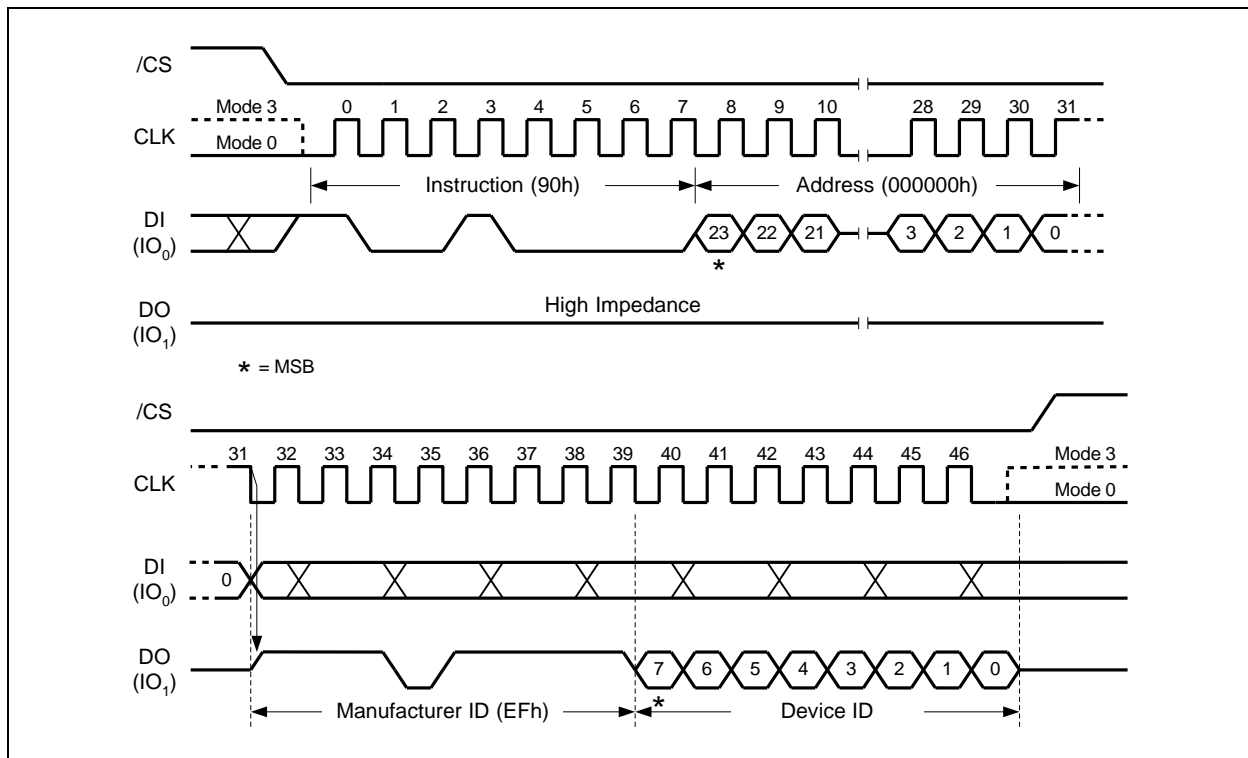 /CS
Mode 3 0 1 2 3 4 5 6 7 8 9 10 28 29 30 31
CLK
Mode 0
Instruction (90h) Address (000000h)
DI
(IO0) 23 22 21 3 2 1 0
*
High Impedance
DO
(IO1)
* = MSB
/CS
31 32 33 34 35 36 37 38 39 40 41 42 43 44 45 46 Mode 3
CLK
Mode 0
DI
(IO0) 0
DO
(IO1) 7 6 5 4 3 2 1 0
*
Manufacturer ID (EFh) Device ID